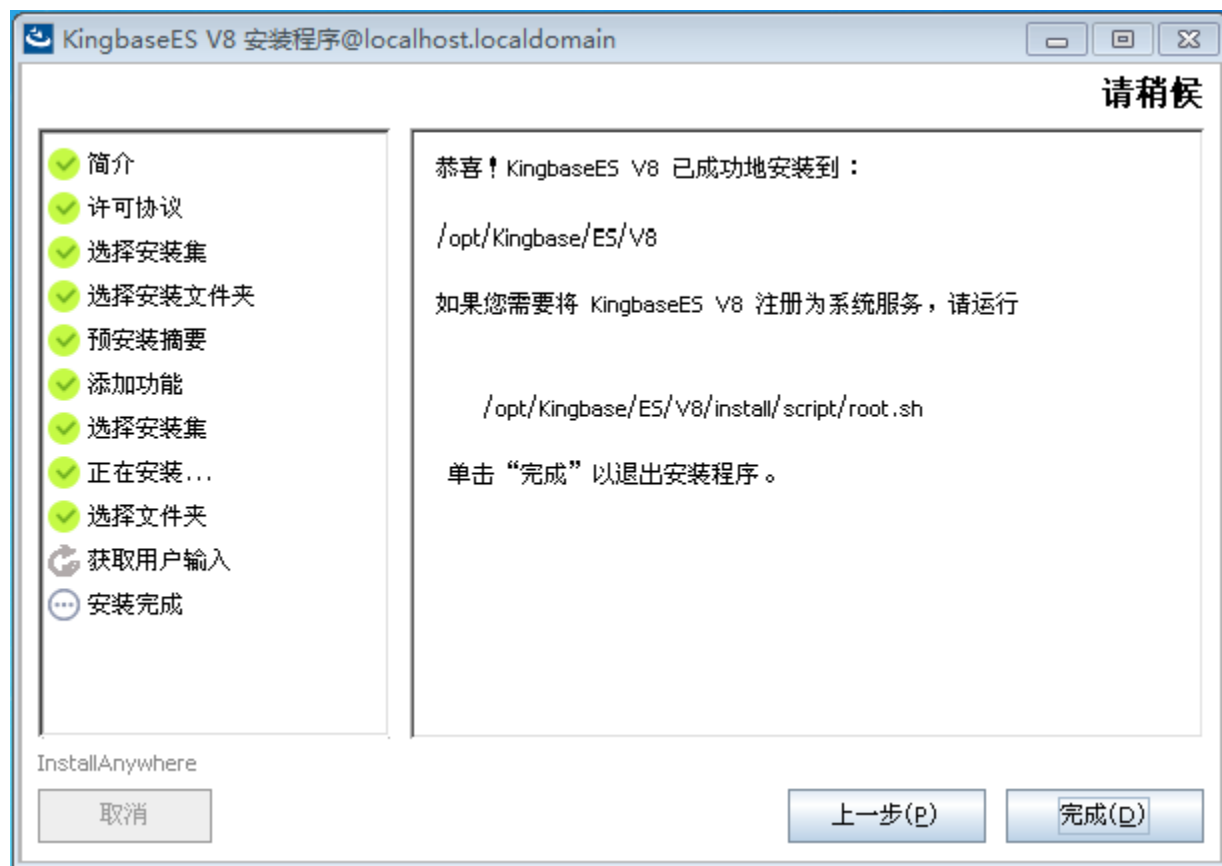 KingbaseES V8 安装程序@localhost.localdomain
请稍候
简介
许可协议
选择安装集
选择安装文件夹
预安装摘要
添加功能
选择安装集
正在安装...
选择文件夹
获取用户输入
安装完成
恭喜！KingbaseES V8 已成功地安装到：
/opt/Kingbase/ES/V8
如果您需要将 KingbaseES V8 注册为系统服务，请运行
/opt/Kingbase/ES/V8/install/script/root.sh
单击“完成”以退出安装程序。
InstallAnywhere
取消
上一步(P)
完成(D)